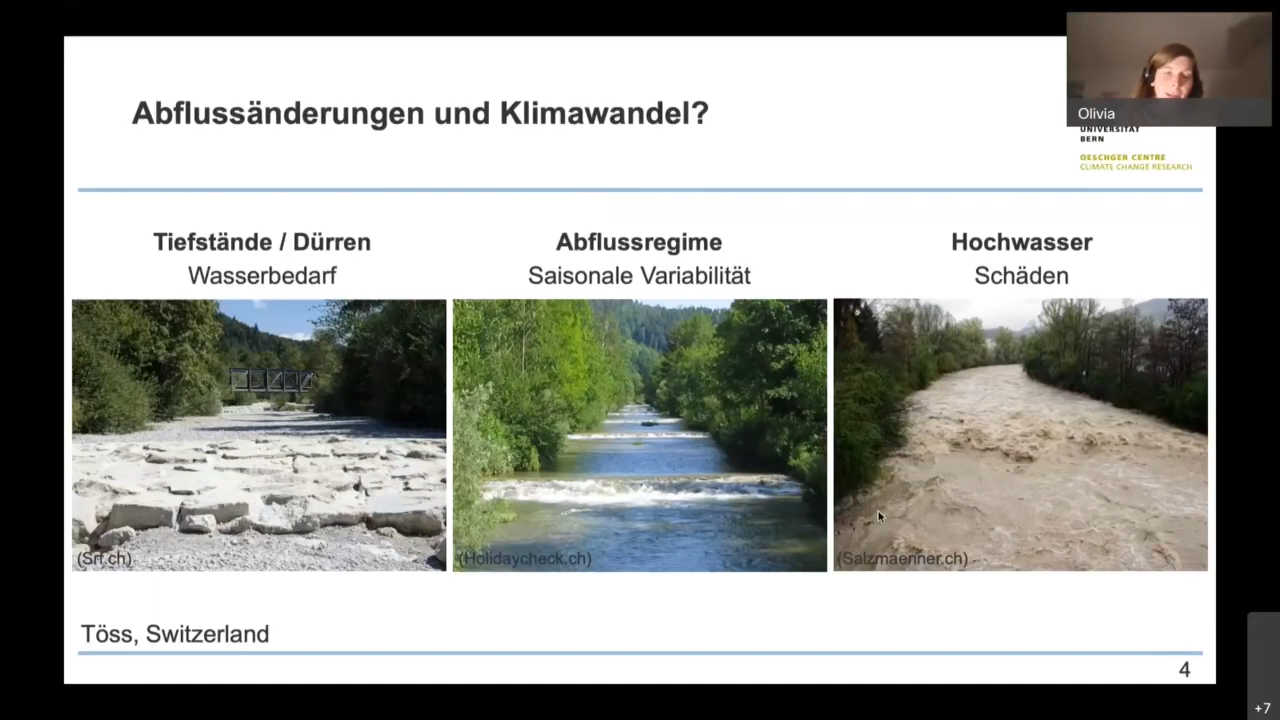 Abflussänderungen und Klimawandel?
Olivia
UNIVERSITÄT
BERN
OESCHGER CENTRE
CLIMATE CHANGE RESEARCH
Tiefstände / Dürren
Wasserbedarf
Abflussregime
Saisonale Variabilität
Hochwasser
Schäden
(Srf.ch)
(Holidaycheck.ch)
(Salzmaenner.ch)
Töss, Switzerland
4
+7